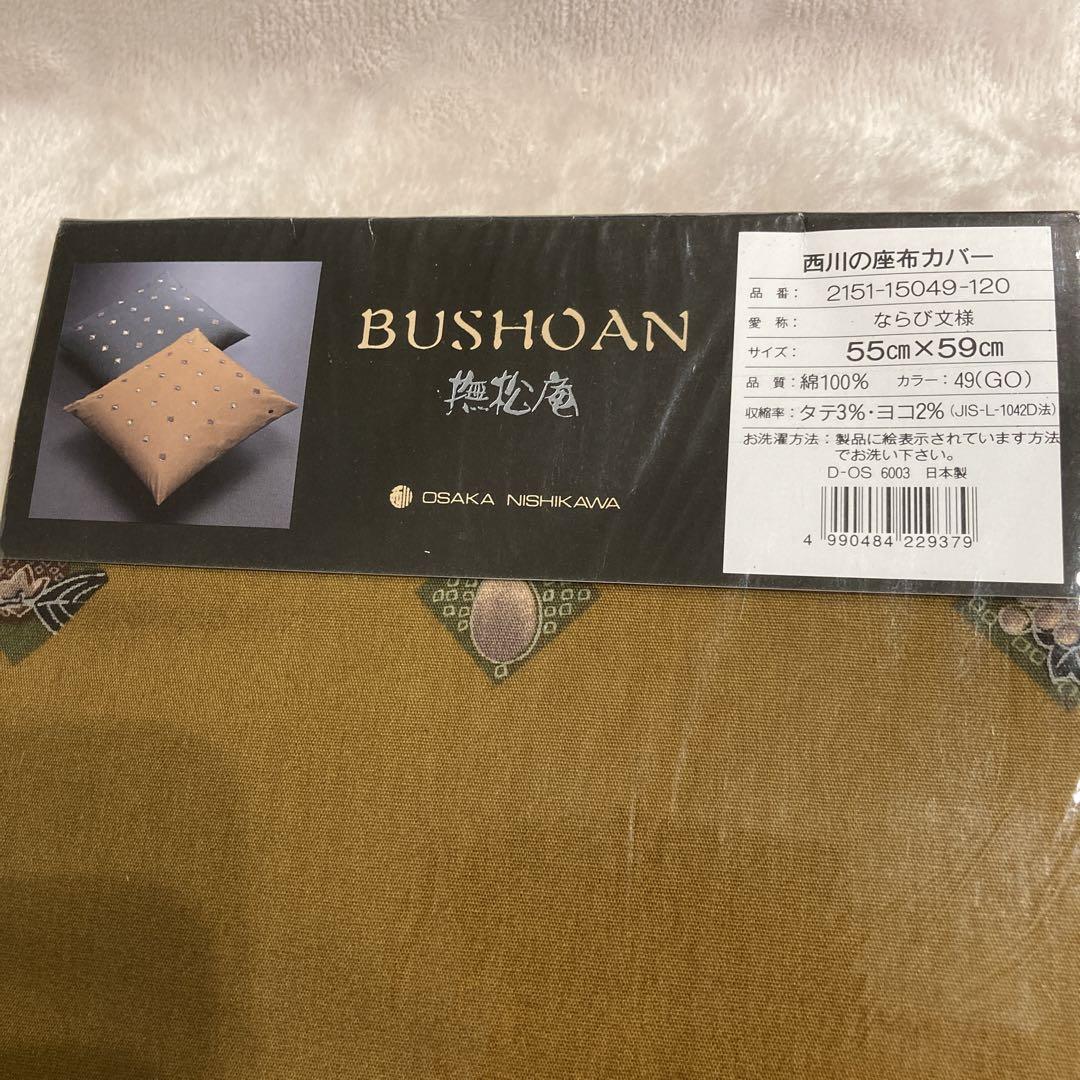 BUSHOAN
撫松庵
西川 OSAKA NISHIKAWA
西川の座布カバー
品番: 2151-15049-120
愛称: ならび文様
サイズ: 55cm×59cm
品質: 綿100% カラー: 49(GO)
収縮率: タテ3%・ヨコ2% (JIS-L-1042D法)
お洗濯方法: 製品に絵表示されています方法
でお洗い下さい。
D-OS 6003 日本製
4 990484 229379